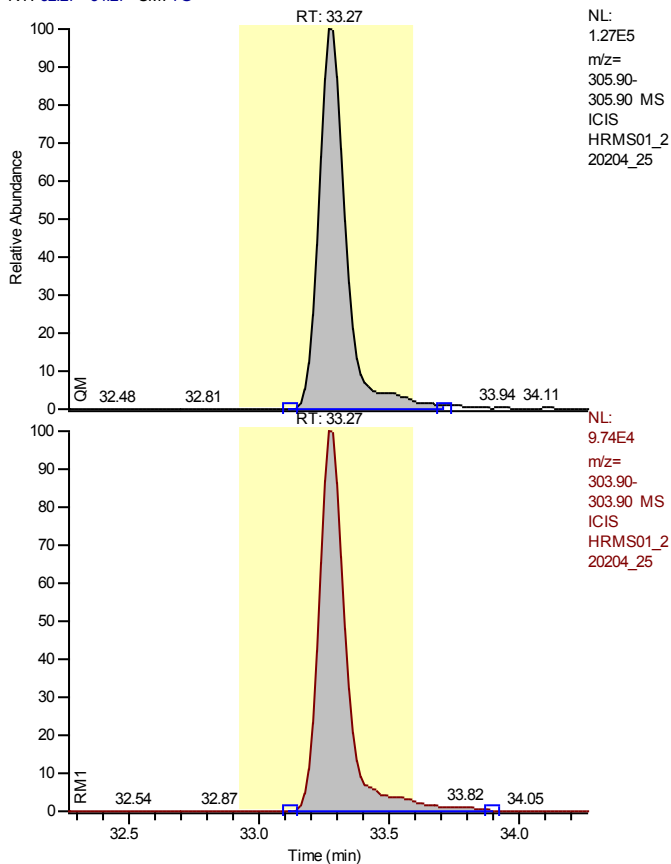 RT: 33.27
NL:
1.27E5
m/z=
305.90-
305.90 MS
ICIS
HRMS01_2
20204_25
100
90
80
70
60
50
40
30
20
10
0
Relative Abundance
QM
32.48
32.81
33.94
34.11
RT: 33.27
NL:
9.74E4
m/z=
303.90-
303.90 MS
ICIS
HRMS01_2
20204_25
100
90
80
70
60
50
40
30
20
10
0
RM1
32.54
32.87
33.82
34.05
32.5
33.0
33.5
34.0
Time (min)